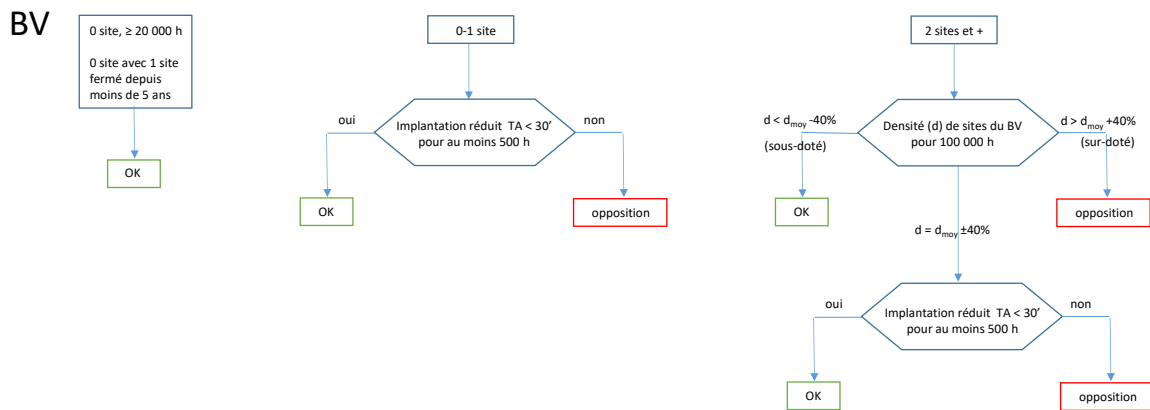 BV
0 site, ≥ 20 000 h
0 site avec 1 site
fermé depuis
moins de 5 ans
OK
0-1 site
Implantation réduit TA < 30’
pour au moins 500 h
oui
non
OK
opposition
2 sites et +
Densité (d) de sites du BV
pour 100 000 h
d < dmoy -40%
(sous-doté)
d > dmoy +40%
(sur-doté)
OK
opposition
d = dmoy ±40%
Implantation réduit TA < 30’
pour au moins 500 h
oui
non
OK
opposition